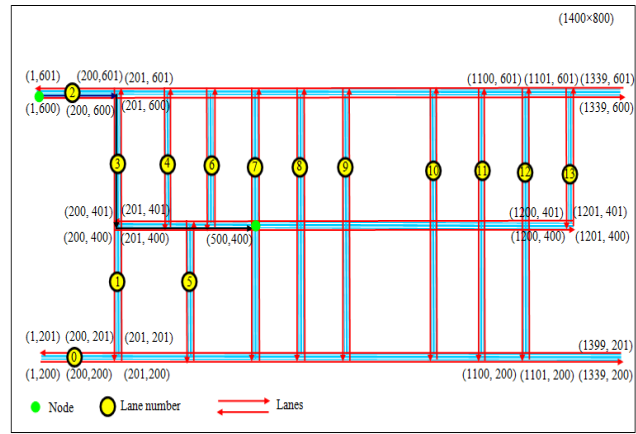 (1400×800)
(1,601) (200,601) (201, 601) (1100, 601) (1101, 601) (1339, 601)
2
(1,600) (200, 600) (201, 600) (1339, 600)
3 4 6 7 8 9 10 11 12 13
(200, 401) (201, 401) (1200, 401) (1201, 401)
(200, 400) (201, 400) (500,400) (1200, 400) (1201, 400)
1 5
(1,201) (200, 201) (201, 201) (1399, 201)
0
(1,200) (200,200) (201,200) (1100, 200) (1101, 200) (1339, 200)
Node Lane number Lanes